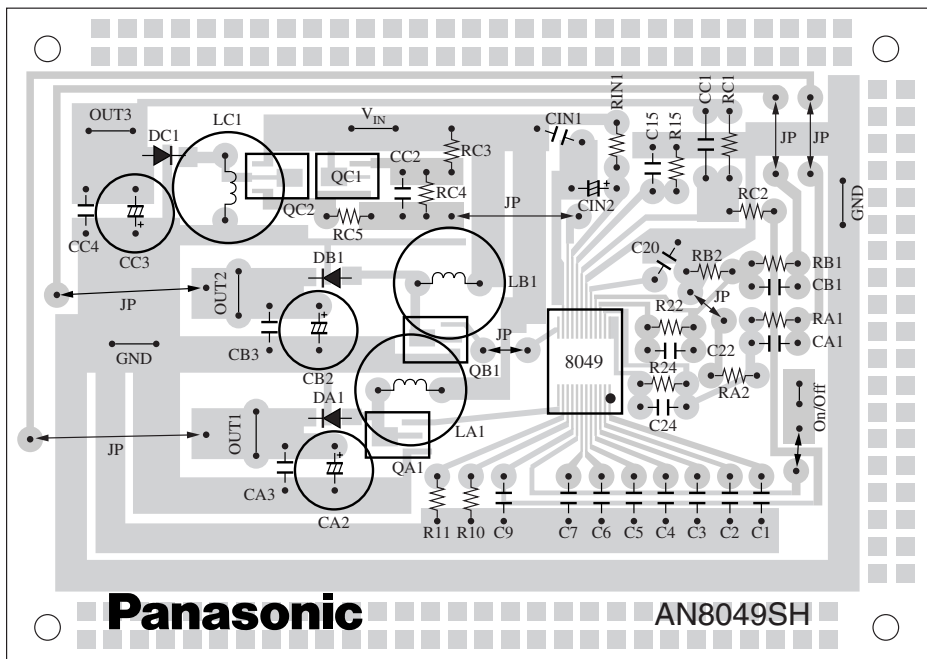 OUT3
DC1
LC1
VIN
CIN1
RIN1
C15
R15
CC1
RC1
JP
JP
CC2
RC3
QC1
QC2
RC4
RC5
JP
CIN2
RC2
GND
CC4
CC3
C20
RB2
RB1
CB1
DB1
LB1
OUT2
JP
JP
R22
RA1
CA1
GND
CB3
CB2
QB1
JP
8049
C22
R24
RA2
C24
On/Off
DA1
OUT1
LA1
JP
QA1
CA3
CA2
R11
R10
C9
C7
C6
C5
C4
C3
C2
C1
Panasonic
AN8049SH